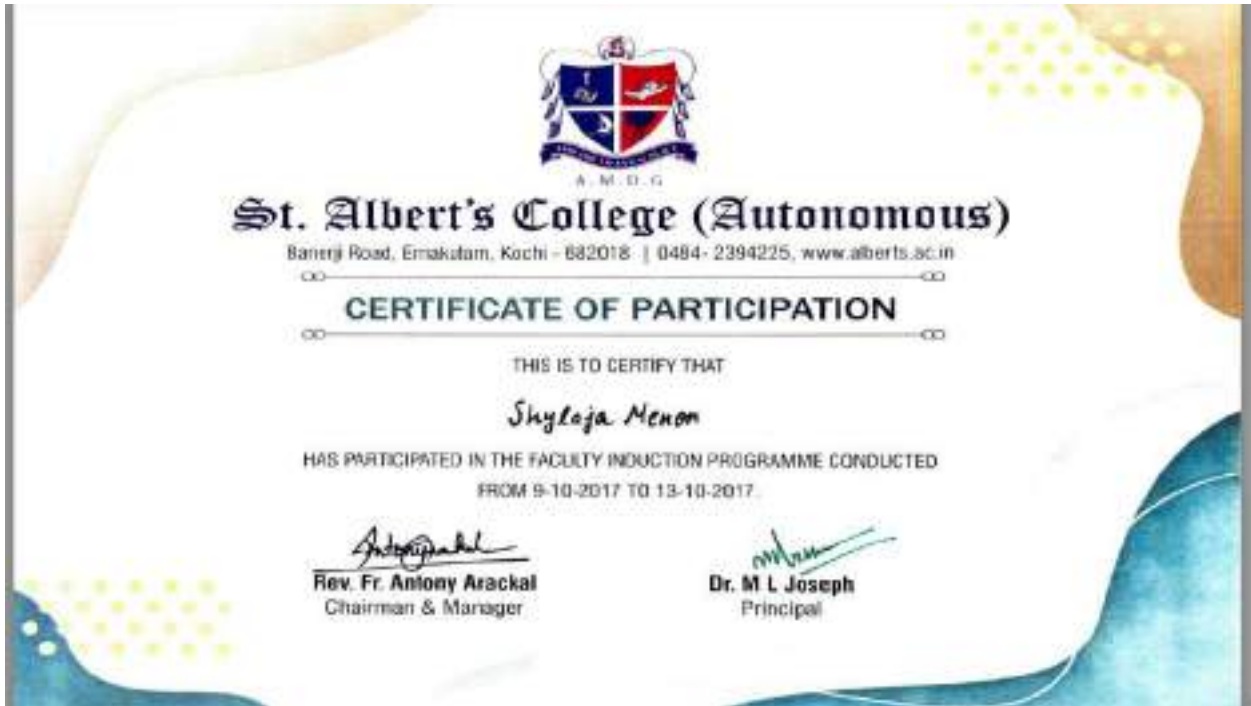 A.M.D.G
St. Albert's College (Autonomous)
Banerji Road, Ernakulam, Kochi - 682018 | 0484- 2394225, www.alberts.ac.in
CERTIFICATE OF PARTICIPATION
THIS IS TO CERTIFY THAT
Shylaja Menon
HAS PARTICIPATED IN THE FACULTY INDUCTION PROGRAMME CONDUCTED
FROM 9-10-2017 TO 13-10-2017.
Rev. Fr. Antony Arackal
Chairman & Manager
Dr. M L Joseph
Principal